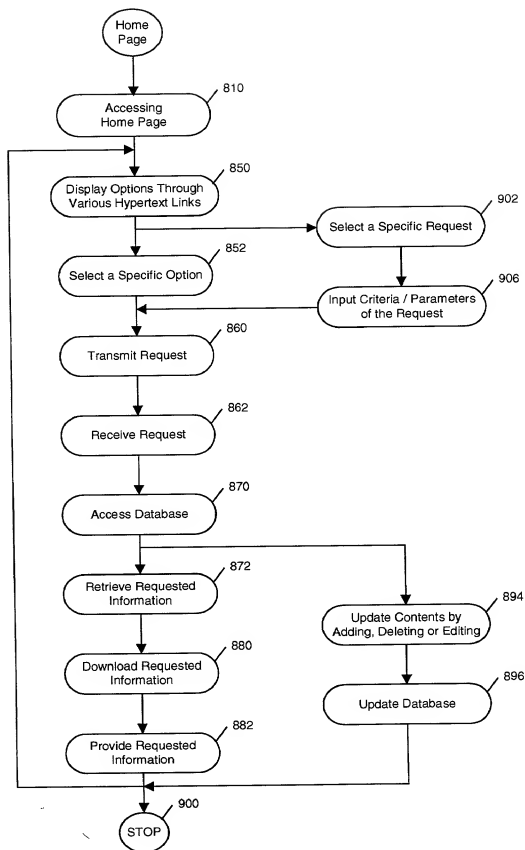 Home
Page
810
Accessing
Home Page
850
Display Options Through
Various Hypertext Links
902
Select a Specific Request
852
Select a Specific Option
906
Input Criteria / Parameters
of the Request
860
Transmit Request
862
Receive Request
870
Access Database
872
Retrieve Requested
Information
894
Update Contents by
Adding, Deleting or Editing
880
Download Requested
Information
896
Update Database
882
Provide Requested
Information
900
STOP